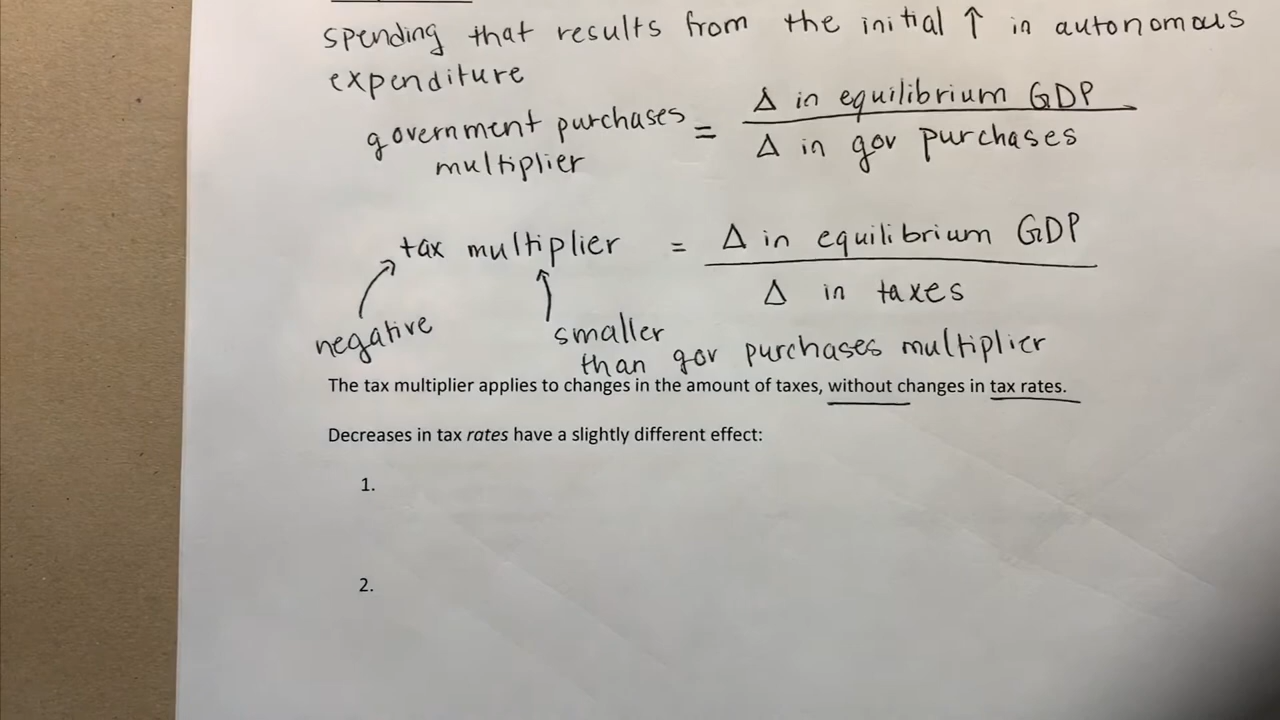 spending that results from the initial ↑ in autonomous
expenditure
government purchases multiplier = Δ in equilibrium GDP / Δ in gov purchases
tax multiplier = Δ in equilibrium GDP / Δ in taxes
negative
smaller
than gov purchases multiplier
The tax multiplier applies to changes in the amount of taxes, without changes in tax rates.
Decreases in tax rates have a slightly different effect:
1.
2.